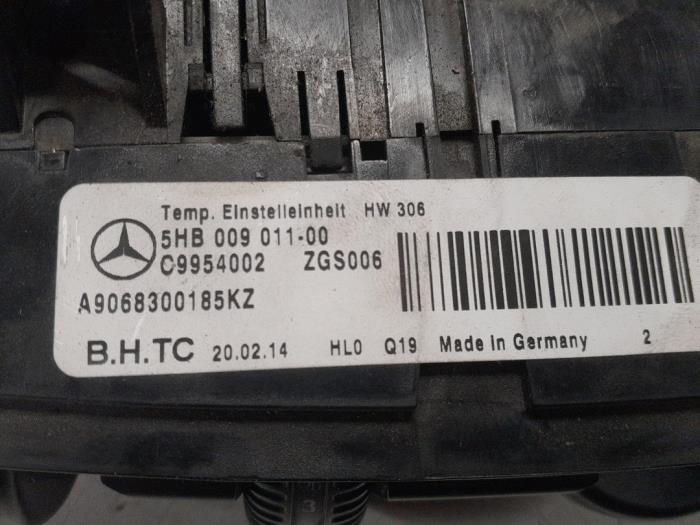 Temp. Einstelleinheit HW 306
5HB 009 011-00
C9954002 ZGS006
A9068300185KZ
B.H.TC 20.02.14 HL0 Q19 Made in Germany 2
3